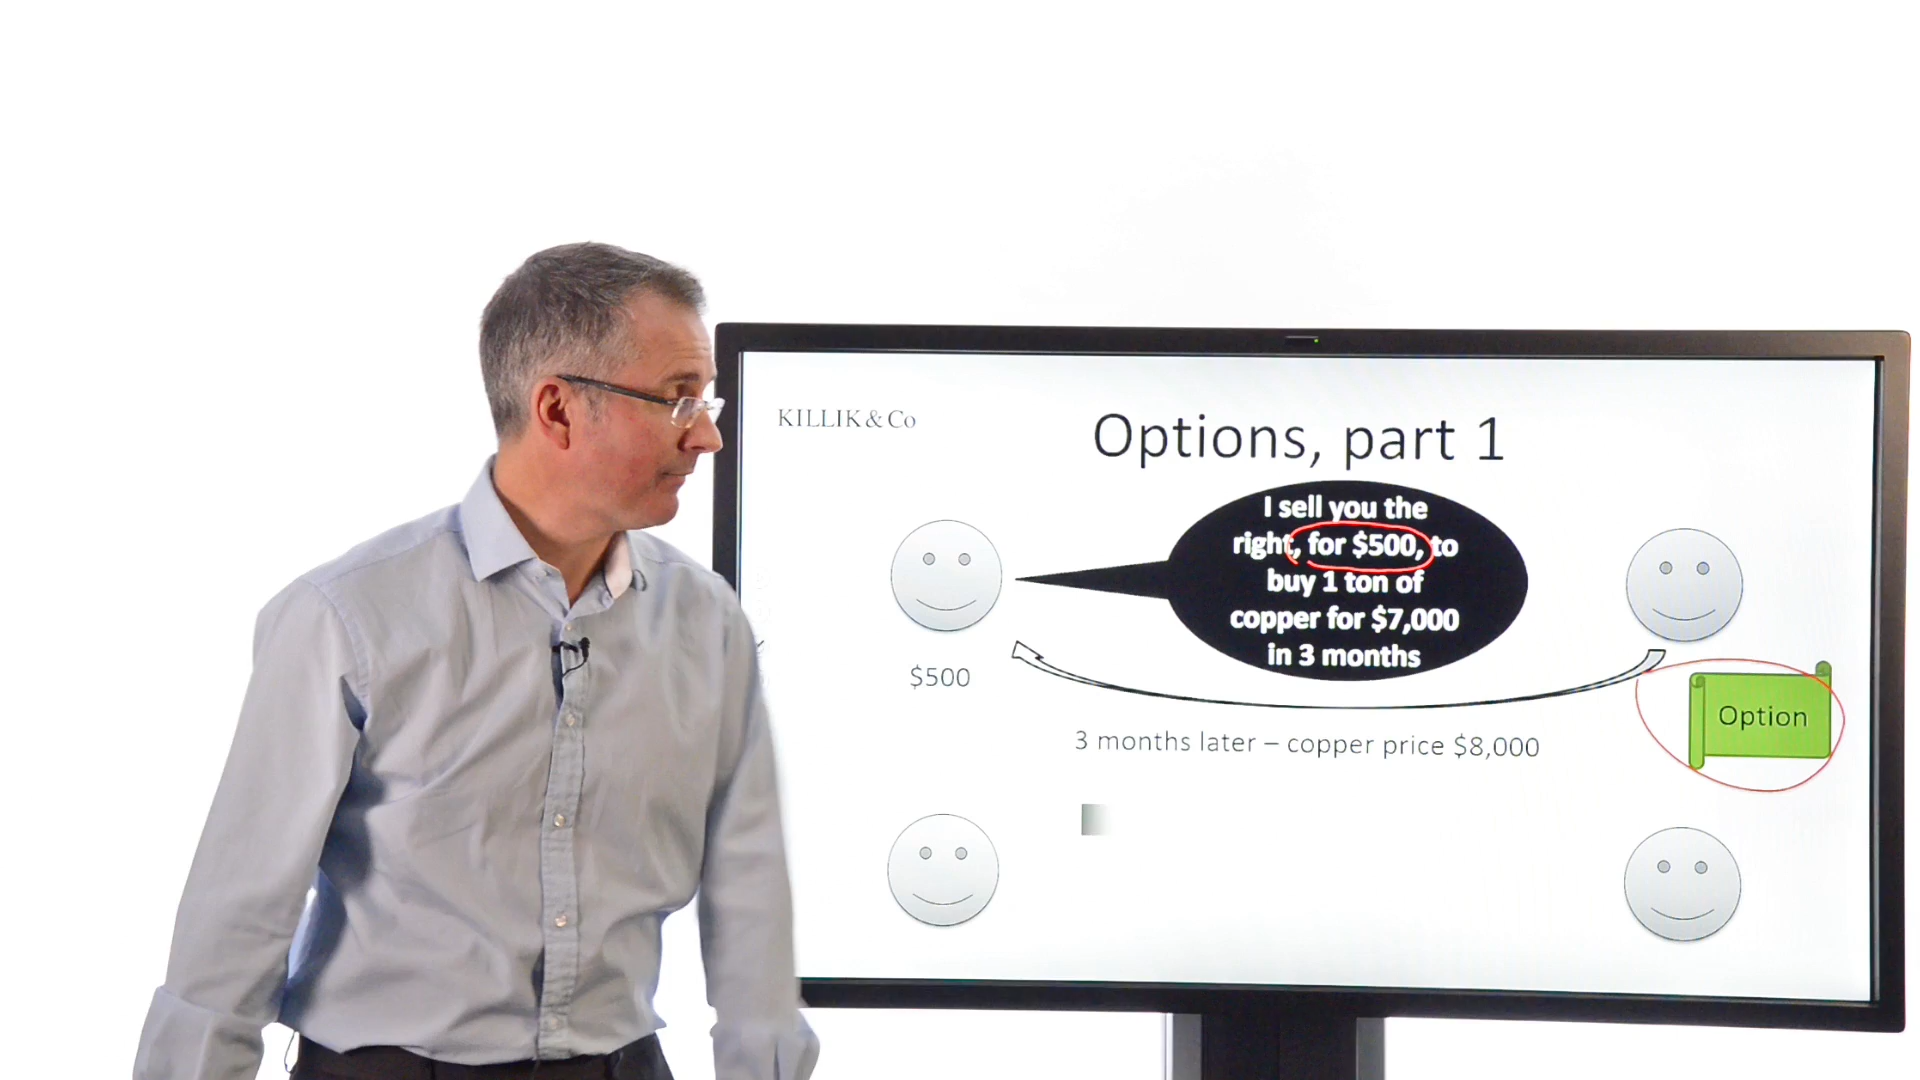 KILLIK & Co
Options, part 1
I sell you the
right, for $500, to
buy 1 ton of
copper for $7,000
in 3 months
$500
Option
3 months later – copper price $8,000